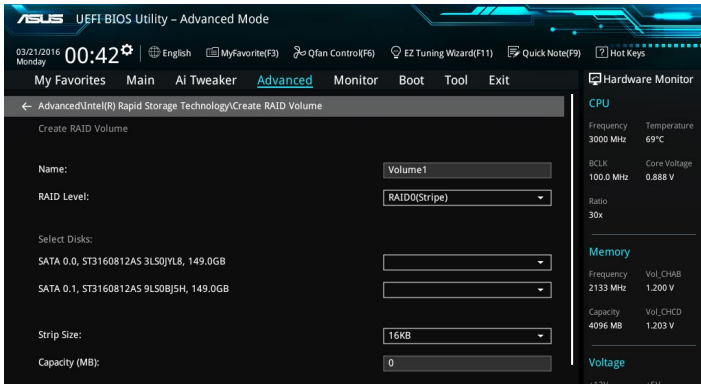 ASUS UEFI BIOS Utility – Advanced Mode
03/21/2016 Monday 00:42 English MyFavorite(F3) Qfan Control(F6) EZ Tuning Wizard(F11) Quick Note(F9) ? Hot Keys
My Favorites Main Ai Tweaker Advanced Monitor Boot Tool Exit
Hardware Monitor
← Advanced\Intel(R) Rapid Storage Technology\Create RAID Volume
Create RAID Volume
Name: Volume1
RAID Level: RAID0(Stripe)
Select Disks:
SATA 0.0, ST3160812AS 3LS0JYL8, 149.0GB
SATA 0.1, ST3160812AS 9LS0BJ5H, 149.0GB
Strip Size: 16KB
Capacity (MB): 0
CPU
Frequency Temperature
3000 MHz 69°C
BCLK Core Voltage
100.0 MHz 0.888 V
Ratio
30x
Memory
Frequency Vol_CHAB
2133 MHz 1.200 V
Capacity Vol_CHCD
4096 MB 1.203 V
Voltage